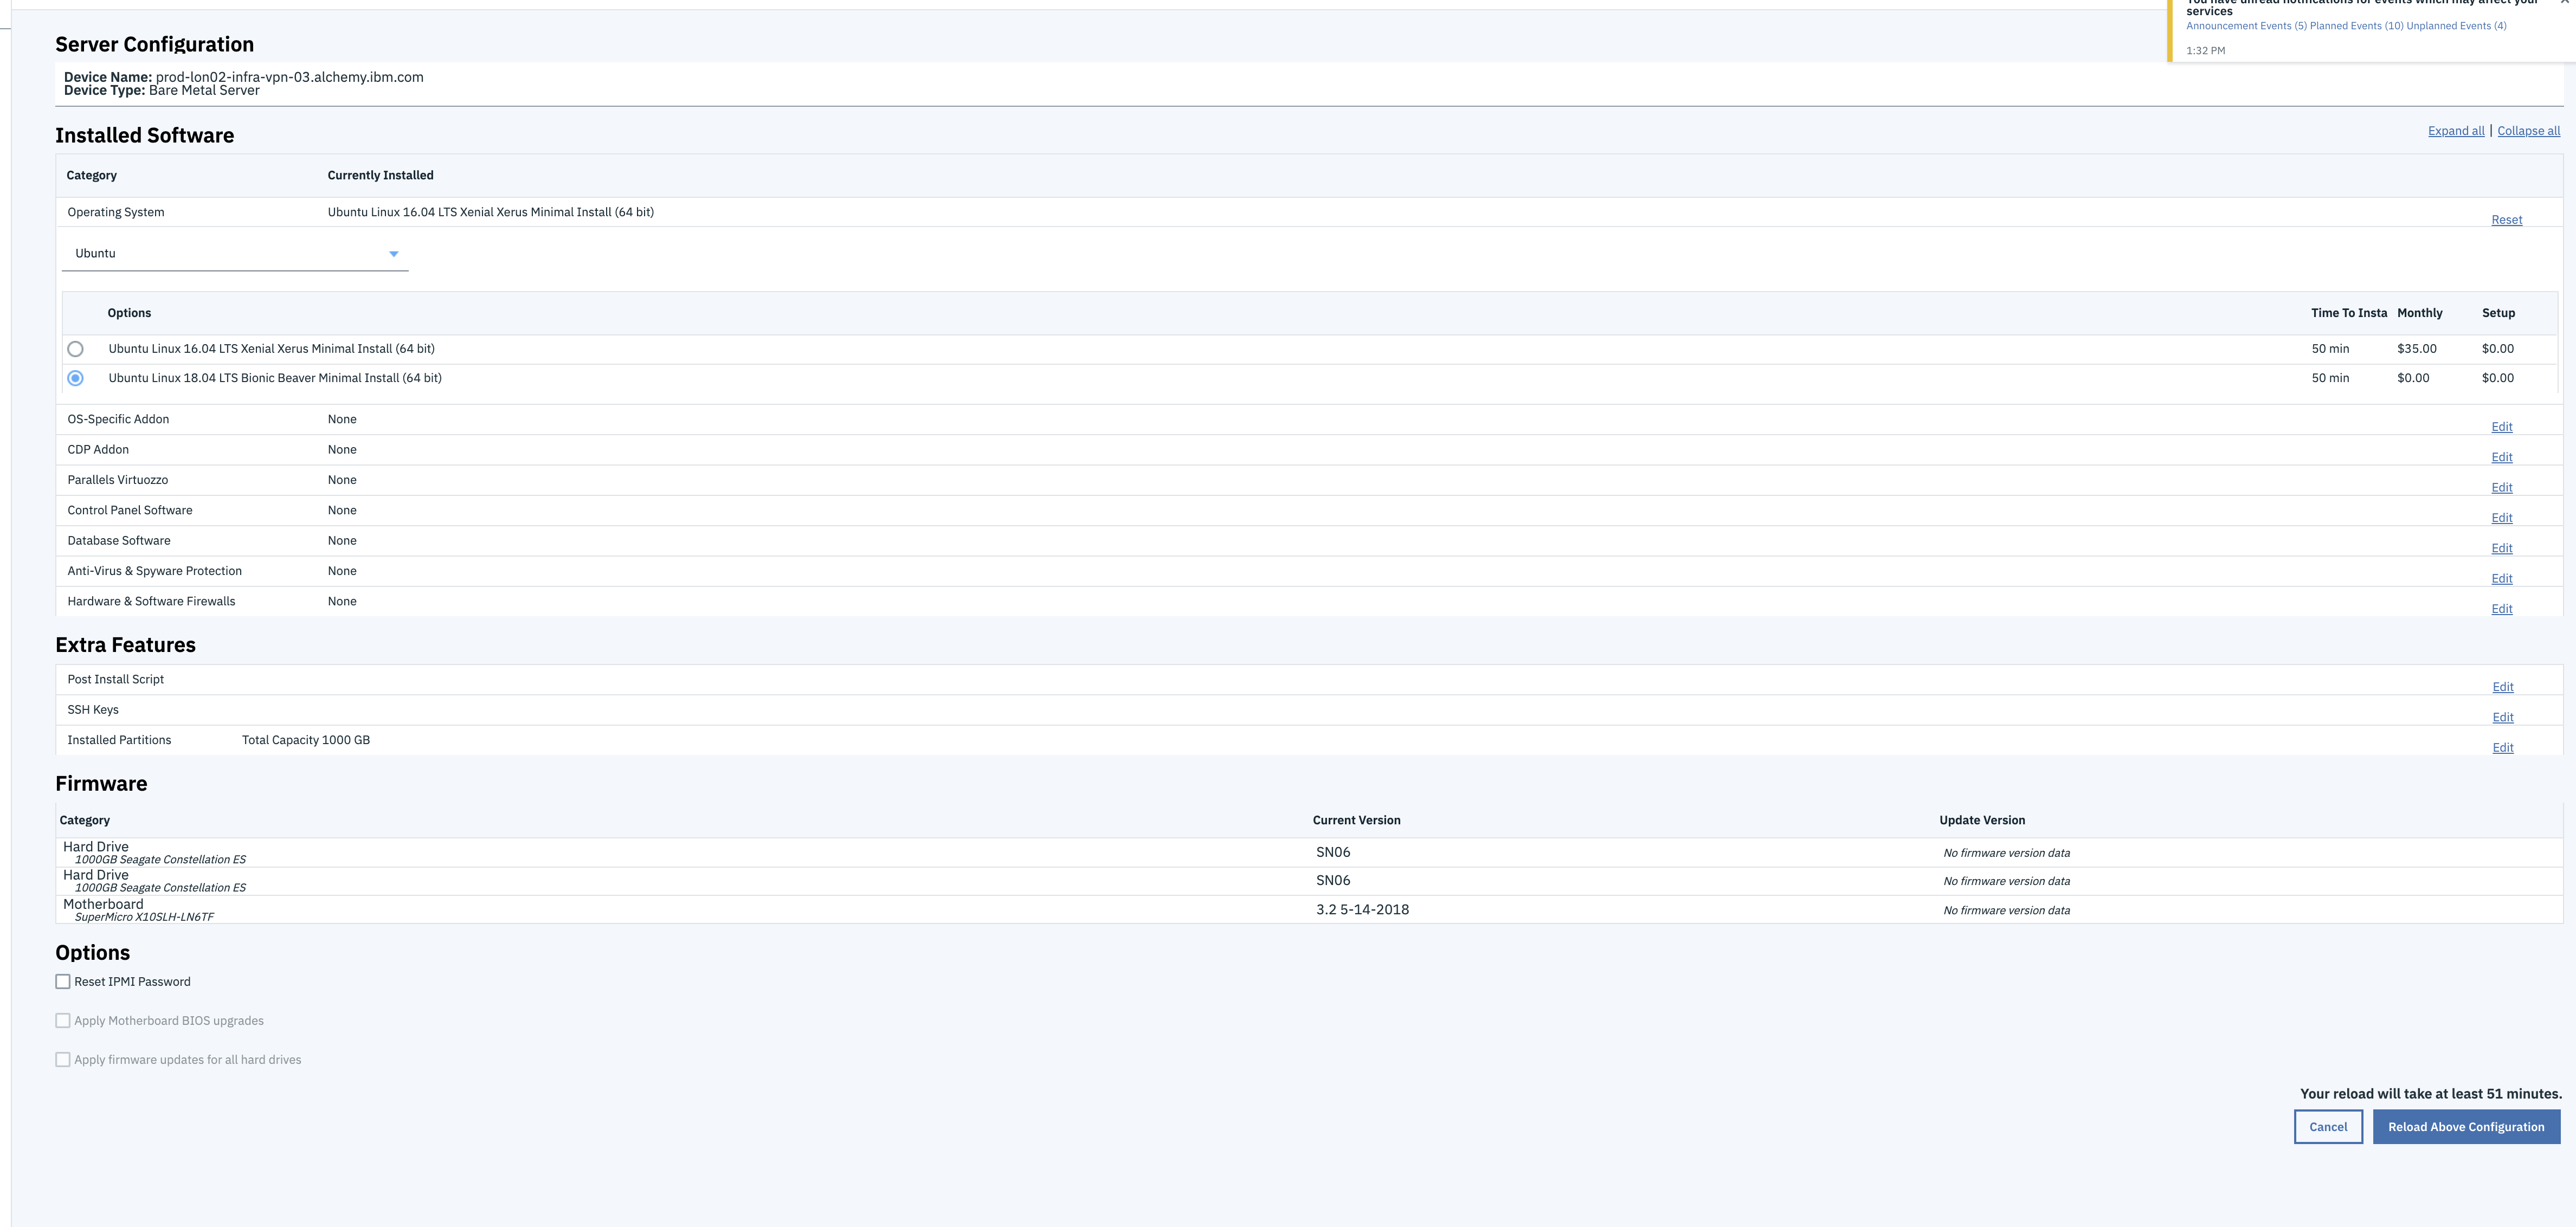 You have unread notifications for events which may affect your
services
Announcement Events (5) Planned Events (10) Unplanned Events (4)
1:32 PM
Server Configuration
Device Name: prod-lon02-infra-vpn-03.alchemy.ibm.com
Device Type: Bare Metal Server
Installed Software
Expand all | Collapse all
Category Currently Installed
Operating System Ubuntu Linux 16.04 LTS Xenial Xerus Minimal Install (64 bit) Reset
Ubuntu
Options Time To Insta Monthly Setup
Ubuntu Linux 16.04 LTS Xenial Xerus Minimal Install (64 bit) 50 min $35.00 $0.00
Ubuntu Linux 18.04 LTS Bionic Beaver Minimal Install (64 bit) 50 min $0.00 $0.00
OS-Specific Addon None Edit
CDP Addon None Edit
Parallels Virtuozzo None Edit
Control Panel Software None Edit
Database Software None Edit
Anti-Virus & Spyware Protection None Edit
Hardware & Software Firewalls None Edit
Extra Features
Post Install Script Edit
SSH Keys Edit
Installed Partitions Total Capacity 1000 GB Edit
Firmware
Category Current Version Update Version
Hard Drive
1000GB Seagate Constellation ES SN06 No firmware version data
Hard Drive
1000GB Seagate Constellation ES SN06 No firmware version data
Motherboard
SuperMicro X10SLH-LN6TF 3.2 5-14-2018 No firmware version data
Options
Reset IPMI Password
Apply Motherboard BIOS upgrades
Apply firmware updates for all hard drives
Your reload will take at least 51 minutes.
Cancel Reload Above Configuration